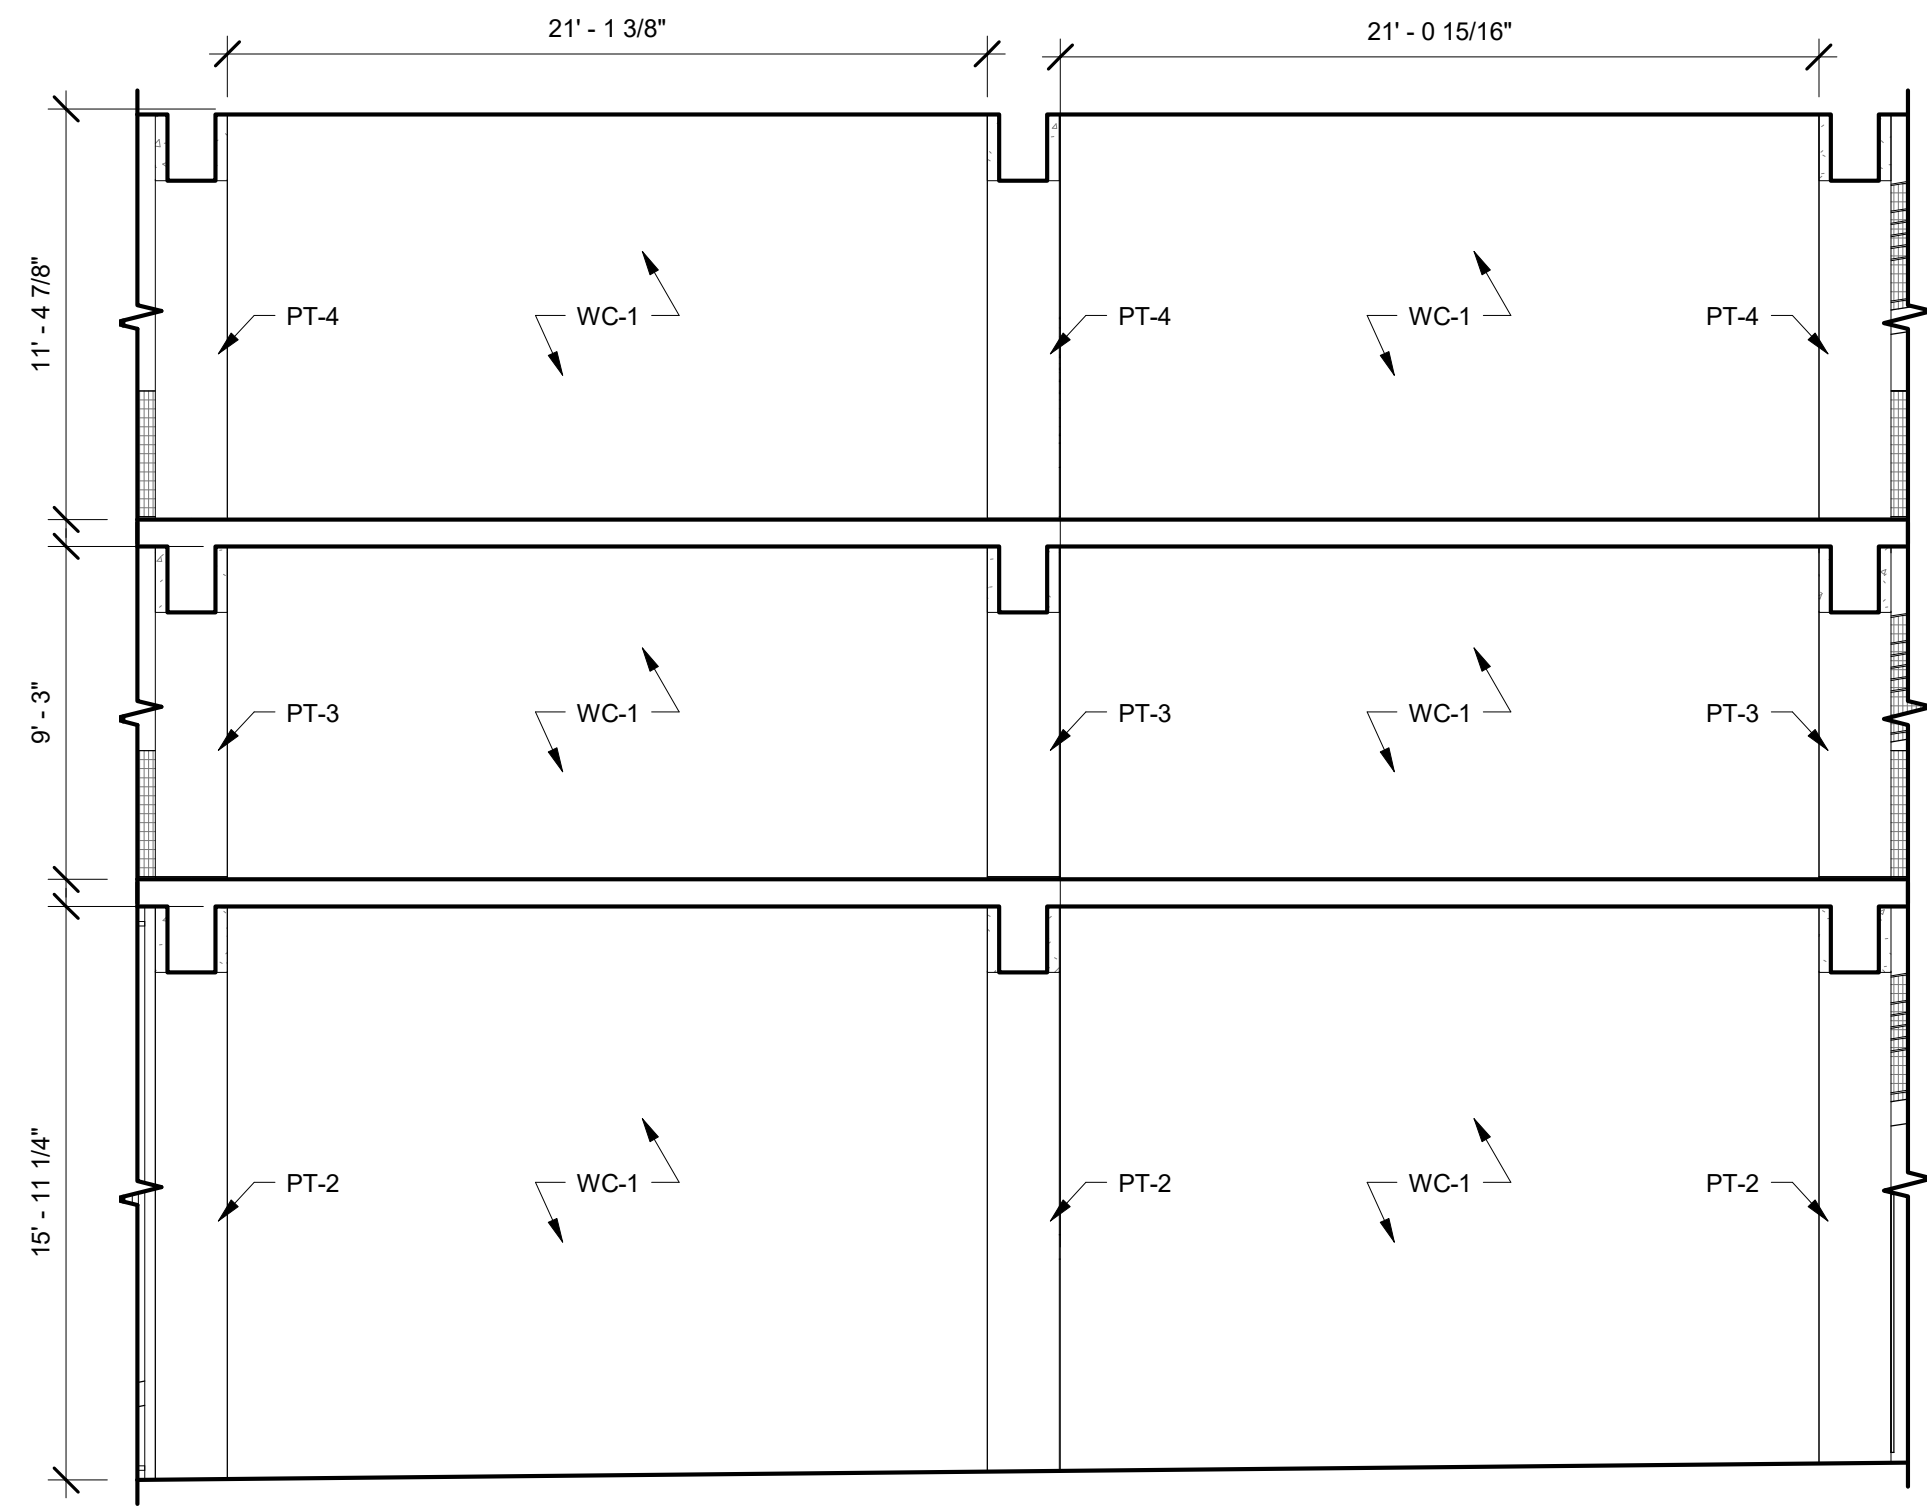 21' - 1 3/8"
21' - 0 15/16"
11' - 4 7/8"
PT-4
WC-1
PT-4
WC-1
PT-4
9' - 3"
PT-3
WC-1
PT-3
WC-1
PT-3
15' - 11 1/4"
PT-2
WC-1
PT-2
WC-1
PT-2